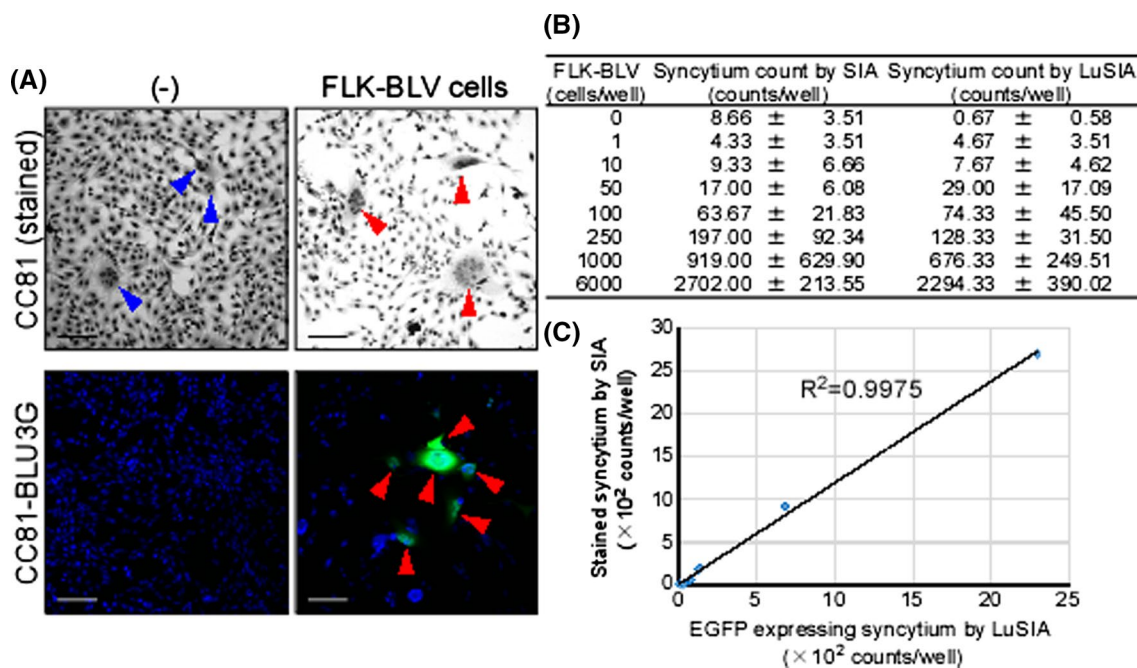 (A)
(-)
FLK-BLV cells
CC81 (stained)
CC81-BLU3G
(B)
FLK-BLV Syncytium count by SIA Syncytium count by LuSIA
(cells/well) (counts/well) (counts/well)
0 8.66 ± 3.51 0.67 ± 0.58
1 4.33 ± 3.51 4.67 ± 3.51
10 9.33 ± 6.66 7.67 ± 4.62
50 17.00 ± 6.08 29.00 ± 17.09
100 63.67 ± 21.83 74.33 ± 45.50
250 197.00 ± 92.34 128.33 ± 31.50
1000 919.00 ± 629.90 676.33 ± 249.51
6000 2702.00 ± 213.55 2294.33 ± 390.02
(C)
Stained syncytium by SIA
(×10² counts/well)
30
25
20
15
10
5
0
R²=0.9975
0 5 10 15 20 25
EGFP expressing syncytium by LuSIA
(×10² counts/well)